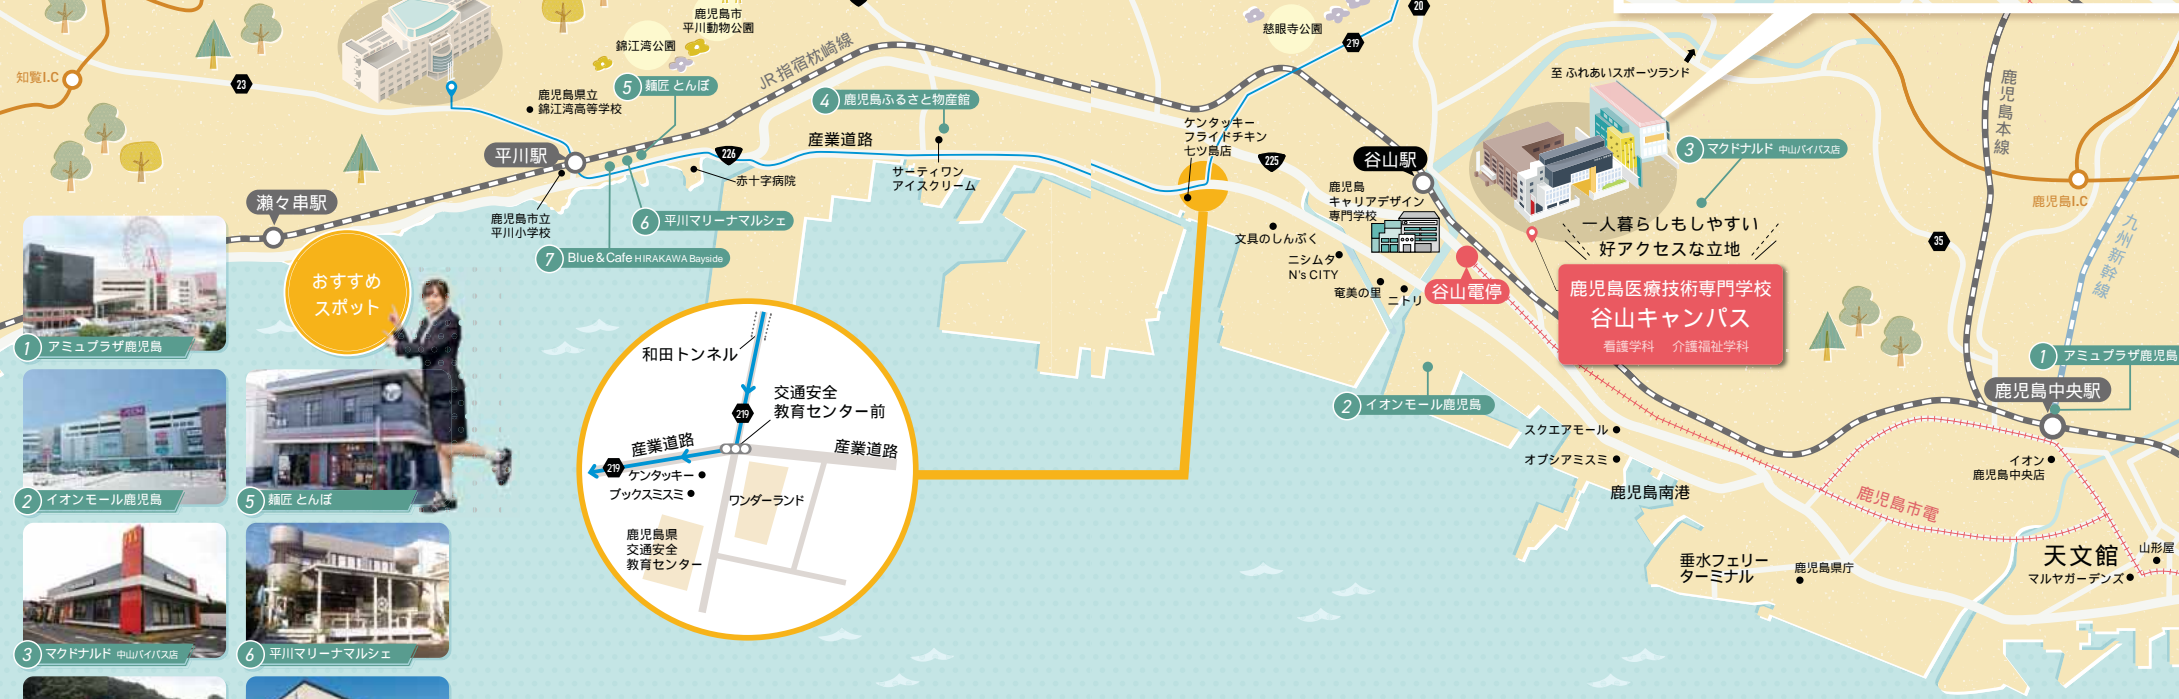 鹿児島市
平川動物公園
錦江湾公園
慈眼寺公園
20
219
JR指宿枕崎線
至 ふれあいスポーツランド
知覧I.C
23
鹿児島県立
錦江湾高等学校
5 麺匠 とんぼ
4 鹿児島ふるさと物産館
産業道路
ケンタッキー
フライドチキン
七ツ島店
鹿児島本線
平川駅
226
赤十字病院
サーティワン
アイスクリーム
225
谷山駅
3 マクドナルド 中山バイパス店
鹿児島I.C
瀬々串駅
鹿児島市立
平川小学校
6 平川マリーナマルシェ
7 Blue&Cafe HIRAKAWA Bayside
鹿児島
キャリアデザイン
専門学校
文具のしんぷく
ニシムタ
N's CITY
奄美の里
ニトリ
谷山電停
一人暮らしもしやすい
好アクセスな立地
鹿児島医療技術専門学校
谷山キャンパス
看護学科 介護福祉学科
35
九州新幹線
おすすめ
スポット
1 アミュプラザ鹿児島
2 イオンモール鹿児島
5 麺匠 とんぼ
3 マクドナルド 中山バイパス店
6 平川マリーナマルシェ
和田トンネル
交通安全
教育センター前
219
産業道路
産業道路
219
ケンタッキー
ブックスミスミ
ワンダーランド
鹿児島県
交通安全
教育センター
2 イオンモール鹿児島
スクエアモール
オプシアミスミ
鹿児島南港
1 アミュプラザ鹿児島
鹿児島中央駅
イオン
鹿児島中央店
鹿児島市電
垂水フェリー
ターミナル
鹿児島県庁
天文館
山形屋
マルヤガーデンズ